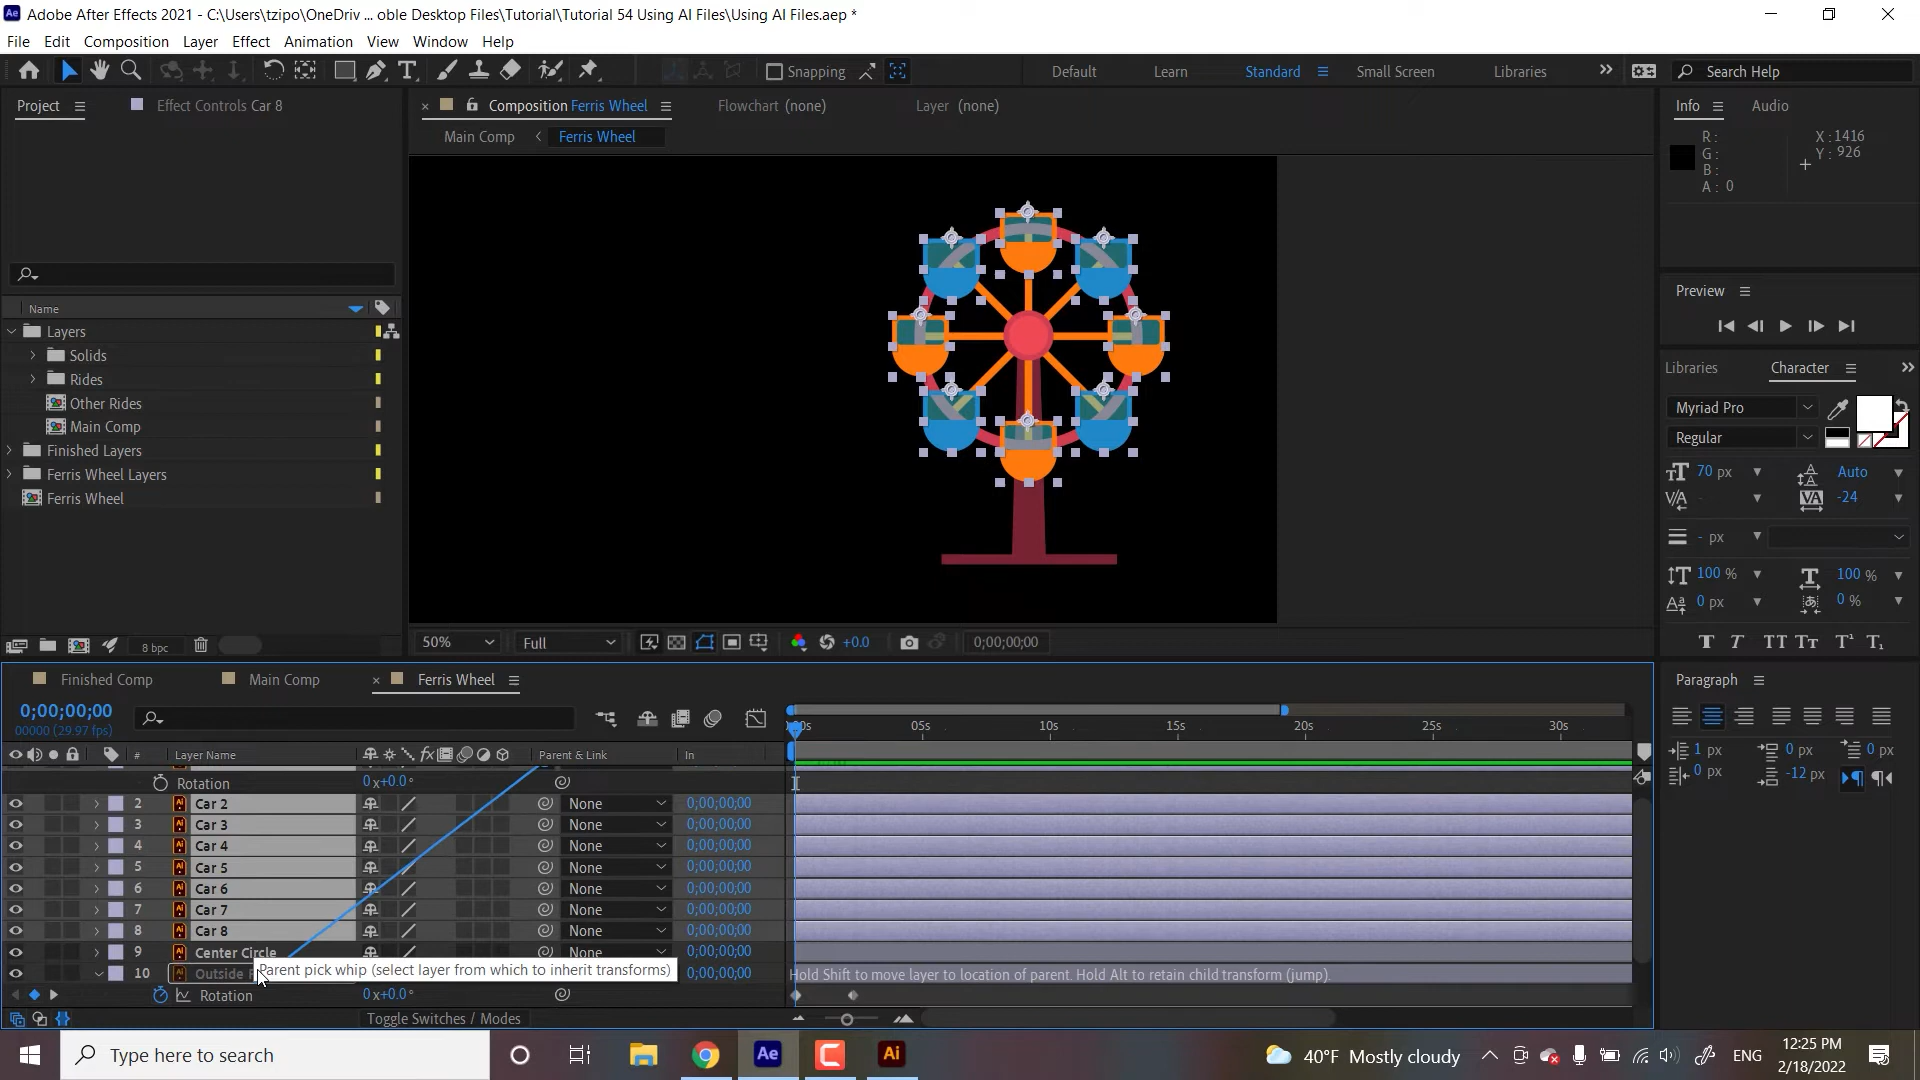 Adobe After Effects 2021 - C:\Users\tzipo\OneDriv ... oble Desktop Files\Tutorial\Tutorial 54 Using AI Files\Using AI Files.aep *
File Edit Composition Layer Effect Animation View Window Help
Snapping Default Learn Standard Small Screen Libraries Search Help
Project Effect Controls Car 8
Composition Ferris Wheel Flowchart (none) Layer (none)
Main Comp Ferris Wheel
Info Audio
R : X : 1416
G : Y : 926
B :
A : 0
Name
Layers
Solids
Rides
Other Rides
Main Comp
Finished Layers
Ferris Wheel Layers
Ferris Wheel
8 bpc
50% Full +0.0 0;00;00;00
Preview
Libraries Character
Myriad Pro
Regular
70 px Auto
- -24
- px
100 % 100 %
0 px 0 %
Paragraph
1 px 0 px 0 px
0 px -12 px
Finished Comp Main Comp Ferris Wheel
0;00;00;00
00000 (29.97 fps)
:00s 05s 10s 15s 20s 25s 30s
# Layer Name Parent & Link In
Rotation 0x+0.0°
2 Car 2 None 0;00;00;00
3 Car 3 None 0;00;00;00
4 Car 4 None 0;00;00;00
5 Car 5 None 0;00;00;00
6 Car 6 None 0;00;00;00
7 Car 7 None 0;00;00;00
8 Car 8 None 0;00;00;00
9 Center Circle None 0;00;00;00
10 Outside Parent pick whip (select layer from which to inherit transforms) 0;00;00;00 Hold Shift to move layer to location of parent. Hold Alt to retain child transform (jump).
Rotation 0x+0.0°
Toggle Switches / Modes
Type here to search
Ae Ai
40°F Mostly cloudy ENG 12:25 PM
2/18/2022